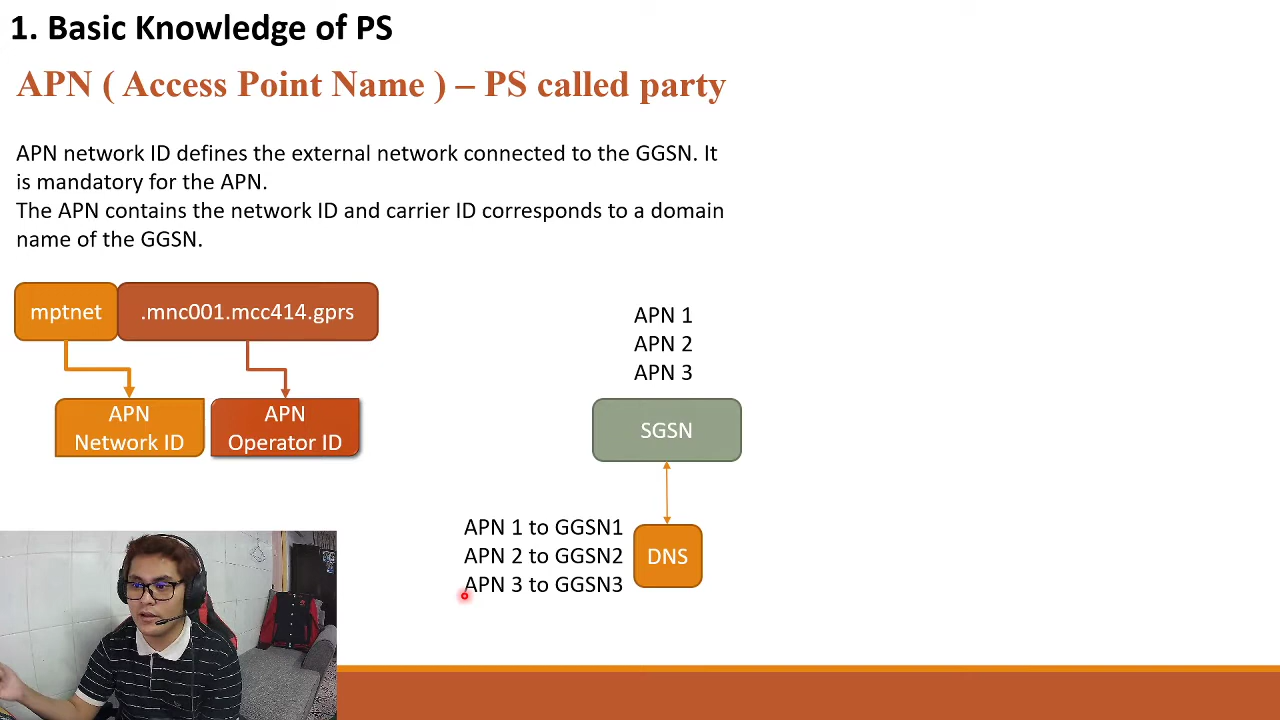 1. Basic Knowledge of PS
APN ( Access Point Name ) – PS called party
APN network ID defines the external network connected to the GGSN. It
is mandatory for the APN.
The APN contains the network ID and carrier ID corresponds to a domain
name of the GGSN.
mptnet
.mnc001.mcc414.gprs
APN
Network ID
APN
Operator ID
APN 1
APN 2
APN 3
SGSN
APN 1 to GGSN1
APN 2 to GGSN2
APN 3 to GGSN3
DNS